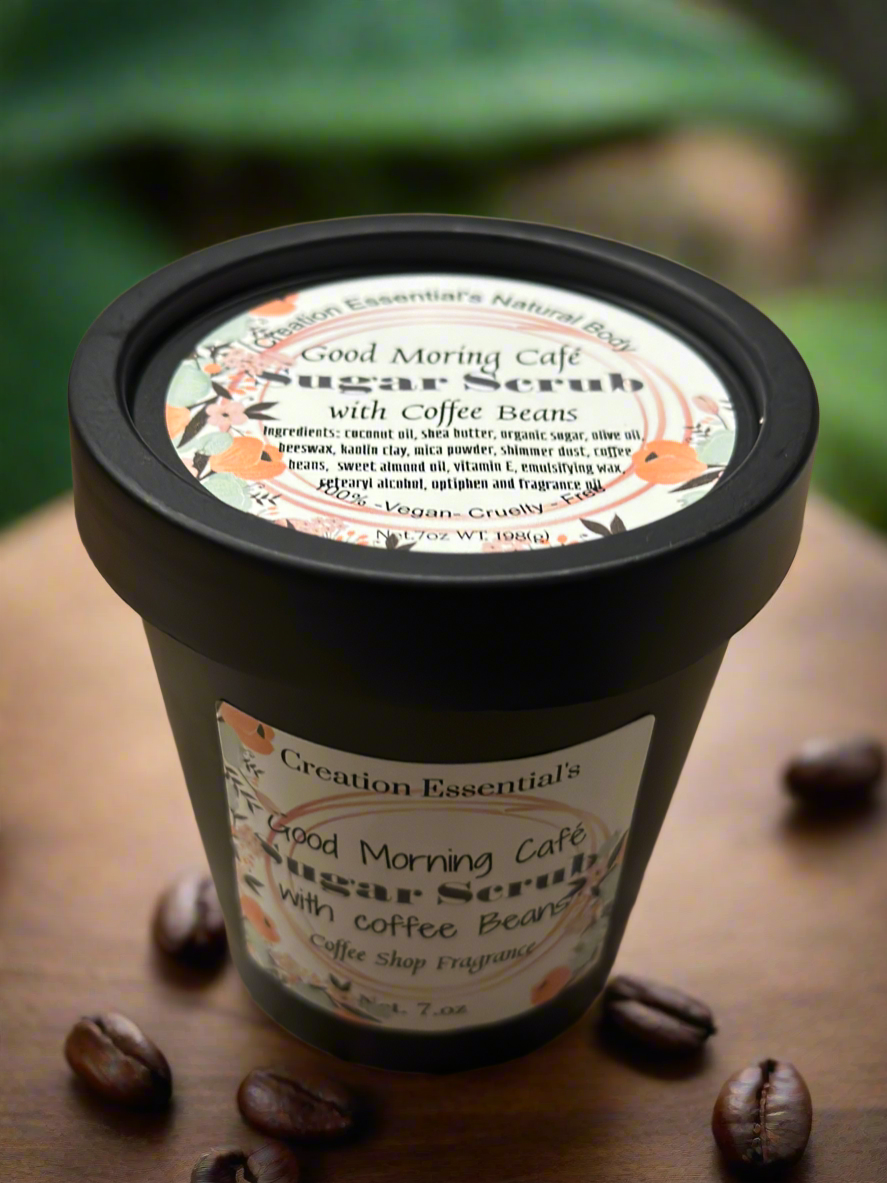 Creation Essential's Natural Body
Good Moring Café
Sugar Scrub
with Coffee Beans
Ingredients: coconut oil, shea butter, organic sugar, olive oil,
beeswax, kaolin clay, mica powder, shimmer dust, coffee
beans, sweet almond oil, vitamin E, emulsifying wax,
cetearyl alcohol, optiphen and fragrance oil
100% -Vegan- Cruelty - Free
Net.7oz WT. 198(g)
Creation Essential's
Good Morning Café
Sugar Scrub
with coffee Beans
Coffee Shop Fragrance
Net. 7.oz